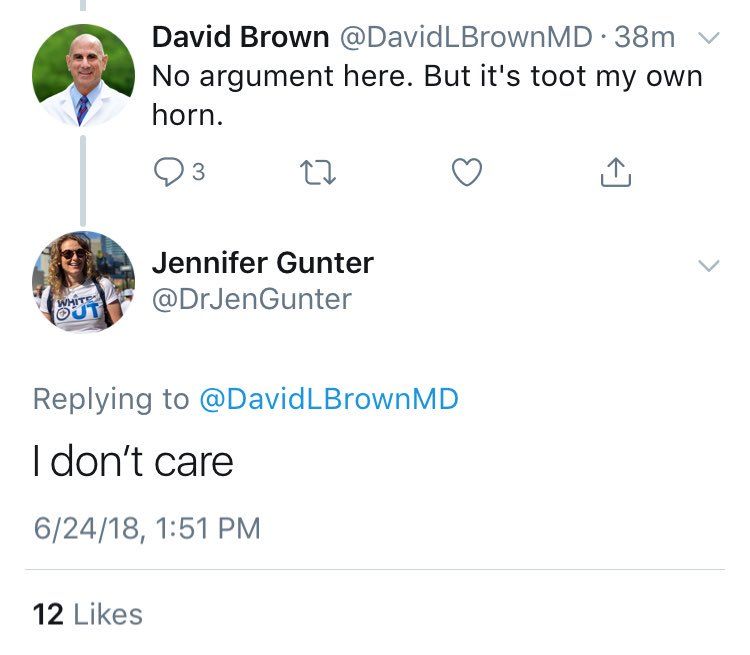 David Brown @DavidLBrownMD · 38m
No argument here. But it's toot my own
horn.
3
Jennifer Gunter
@DrJenGunter
WHITE
OUT
Replying to @DavidLBrownMD
I don’t care
6/24/18, 1:51 PM
12 Likes